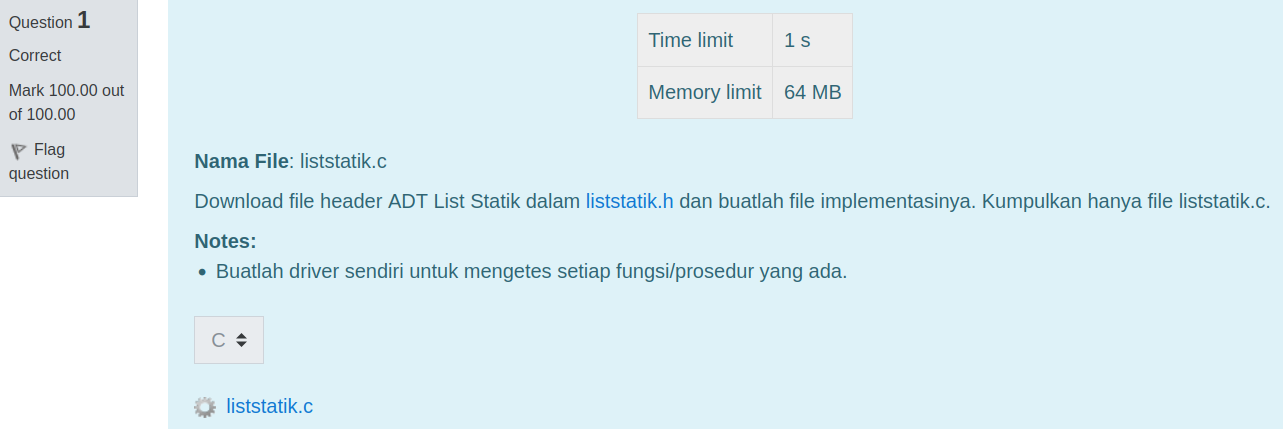 Question 1
Correct
Mark 100.00 out
of 100.00
Flag
question
Time limit 1 s
Memory limit 64 MB
Nama File: liststatik.c
Download file header ADT List Statik dalam liststatik.h dan buatlah file implementasinya. Kumpulkan hanya file liststatik.c.
Notes:
• Buatlah driver sendiri untuk mengetes setiap fungsi/prosedur yang ada.
C
liststatik.c